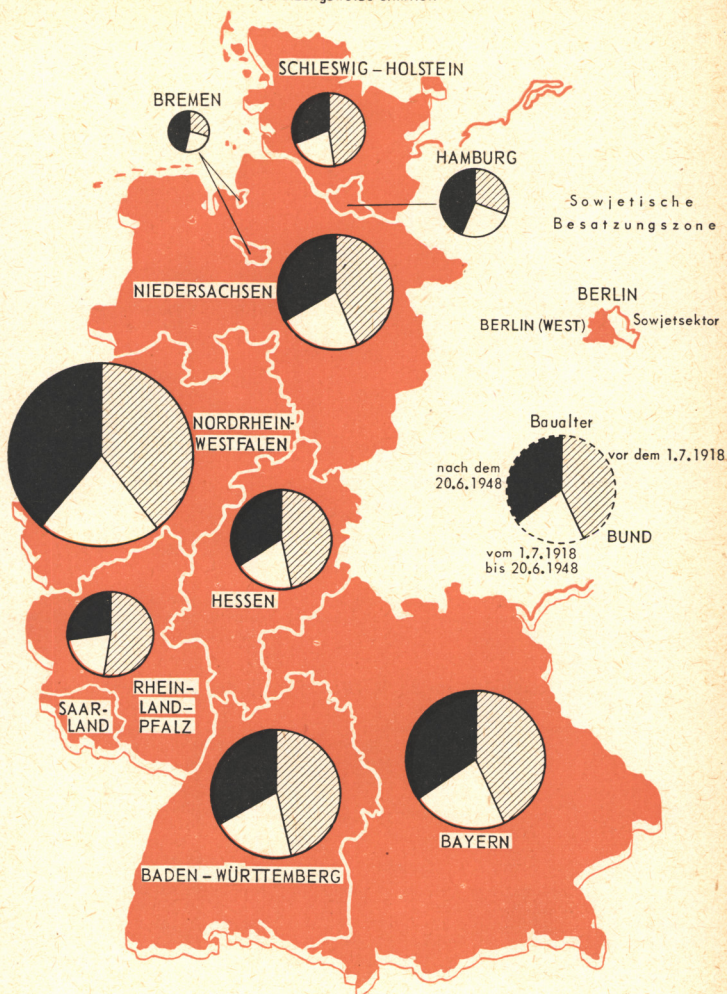 SCHLESWIG – HOLSTEIN
BREMEN
HAMBURG
Sowjetische
Besatzungszone
NIEDERSACHSEN
BERLIN
BERLIN (WEST)
Sowjetsektor
NORDRHEIN-
WESTFALEN
Baualter
vor dem 1.7.1918
nach dem
20.6.1948
BUND
vom 1.7.1918
bis 20.6.1948
HESSEN
RHEIN-
LAND-
PFALZ
SAAR-
LAND
BAYERN
BADEN – WÜRTTEMBERG